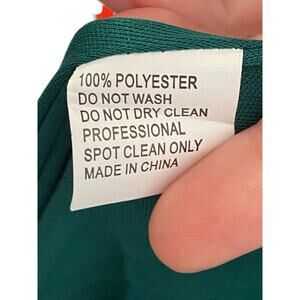 100% POLYESTER
DO NOT WASH
DO NOT DRY CLEAN
PROFESSIONAL
SPOT CLEAN ONLY
MADE IN CHINA